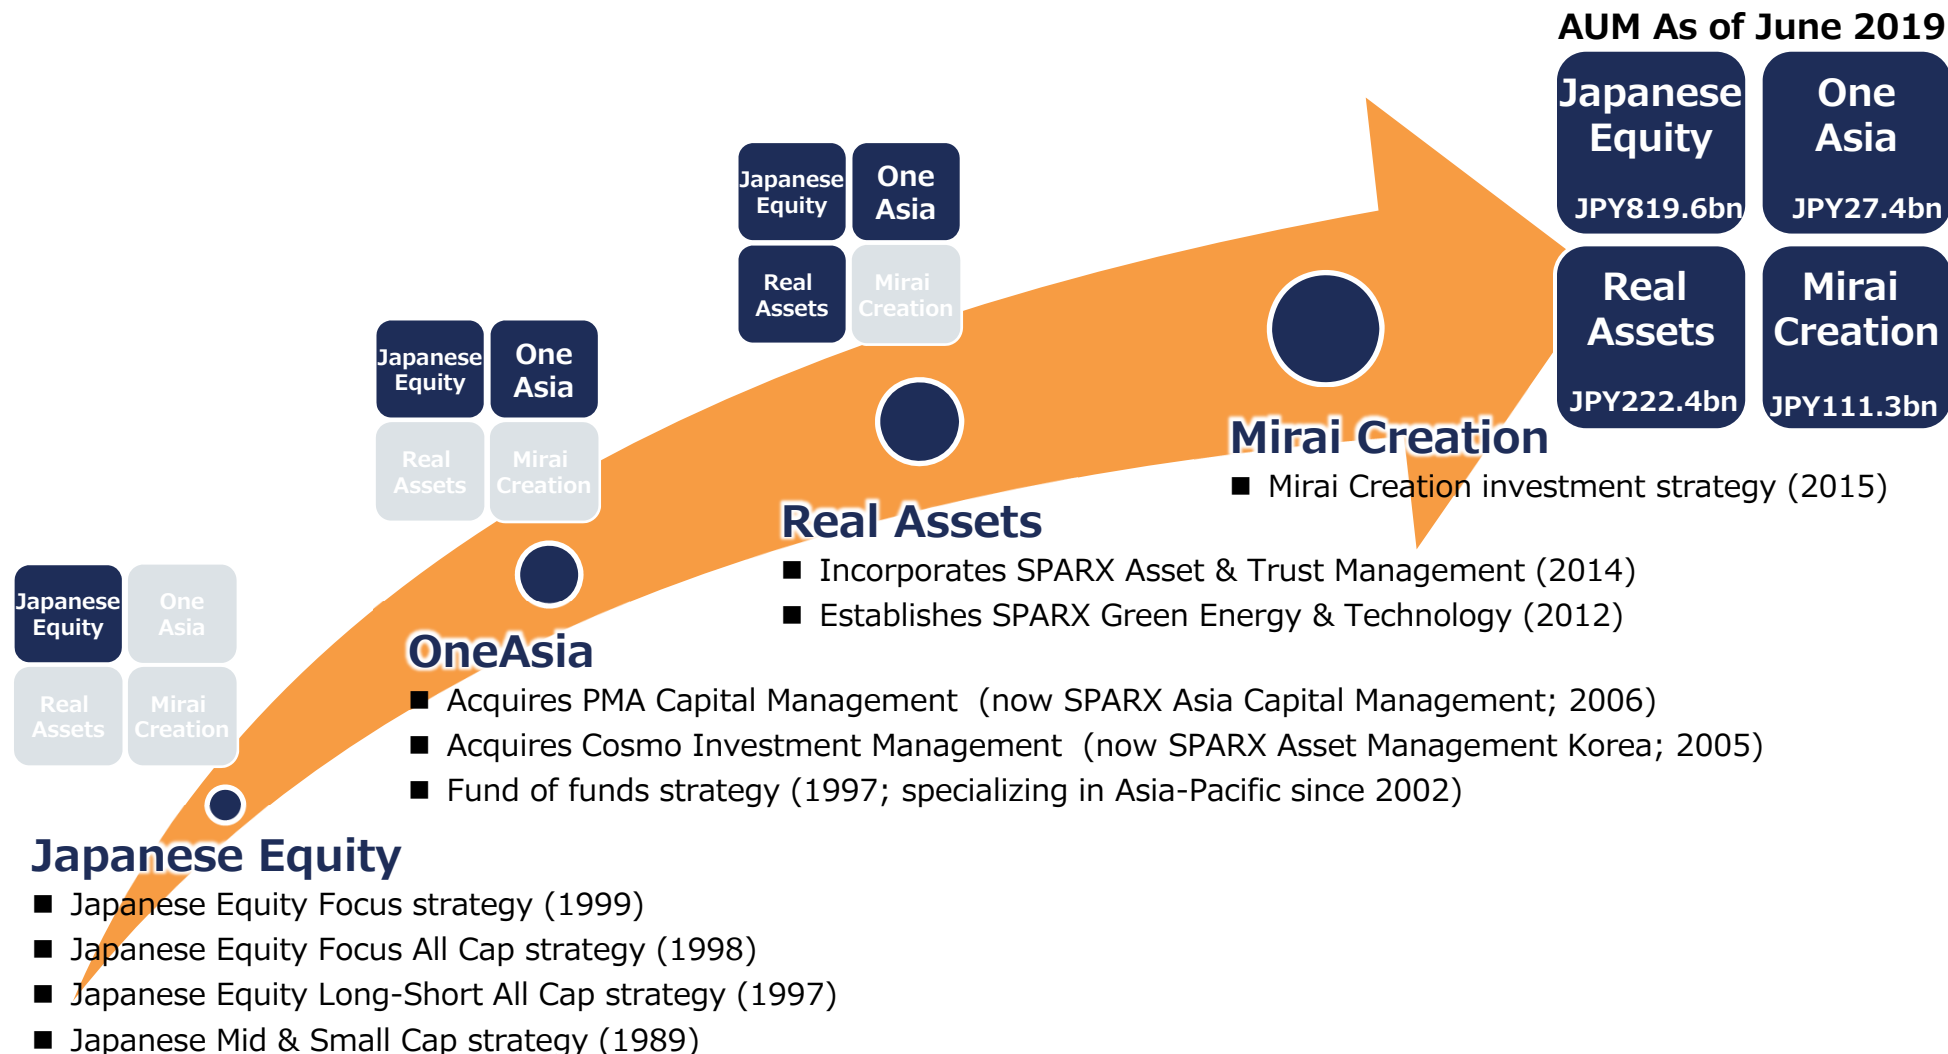 AUM As of June 2019
Japanese
Equity
JPY819.6bn
One
Asia
JPY27.4bn
Real
Assets
JPY222.4bn
Mirai
Creation
JPY111.3bn
Japanese
Equity
One
Asia
Real
Assets
Mirai
Creation
Japanese
Equity
One
Asia
Real
Assets
Mirai
Creation
Japanese
Equity
One
Asia
Real
Assets
Mirai
Creation
Mirai Creation
■ Mirai Creation investment strategy (2015)
Real Assets
■ Incorporates SPARX Asset & Trust Management (2014)
■ Establishes SPARX Green Energy & Technology (2012)
OneAsia
■ Acquires PMA Capital Management (now SPARX Asia Capital Management; 2006)
■ Acquires Cosmo Investment Management (now SPARX Asset Management Korea; 2005)
■ Fund of funds strategy (1997; specializing in Asia-Pacific since 2002)
Japanese Equity
■ Japanese Equity Focus strategy (1999)
■ Japanese Equity Focus All Cap strategy (1998)
■ Japanese Equity Long-Short All Cap strategy (1997)
■ Japanese Mid & Small Cap strategy (1989)